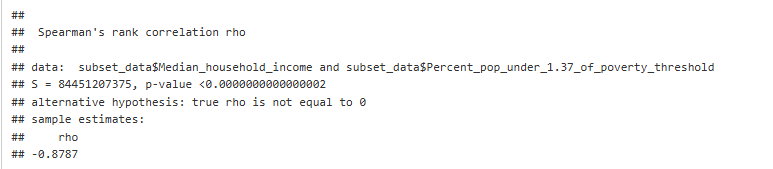 ##
##  Spearman's rank correlation rho
##
## data:  subset_data$Median_household_income and subset_data$Percent_pop_under_1.37_of_poverty_threshold
## S = 84451207375, p-value <0.0000000000000002
## alternative hypothesis: true rho is not equal to 0
## sample estimates:
##     rho
## -0.8787